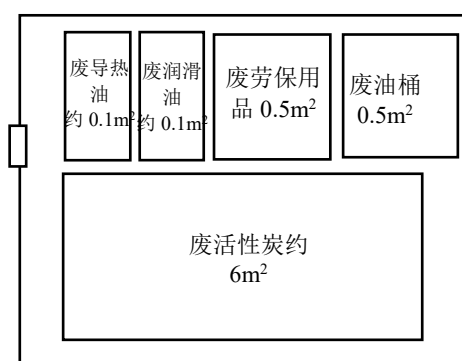 废导热
油
约 0.1m²
废润滑
油
约 0.1m²
废劳保用
品 0.5m²
废油桶
0.5m²
废活性炭约
6m²